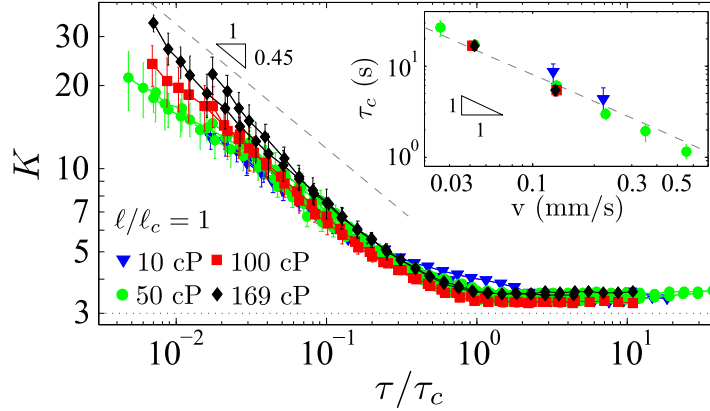 K
30
20
10
7
5
4
3
1
0.45
ℓ/ℓc = 1
10 cP
100 cP
50 cP
169 cP
10⁻²
10⁻¹
10⁰
10¹
τ/τc
τc (s)
10¹
10⁰
1
1
0.03
0.1
0.3
0.5
v (mm/s)